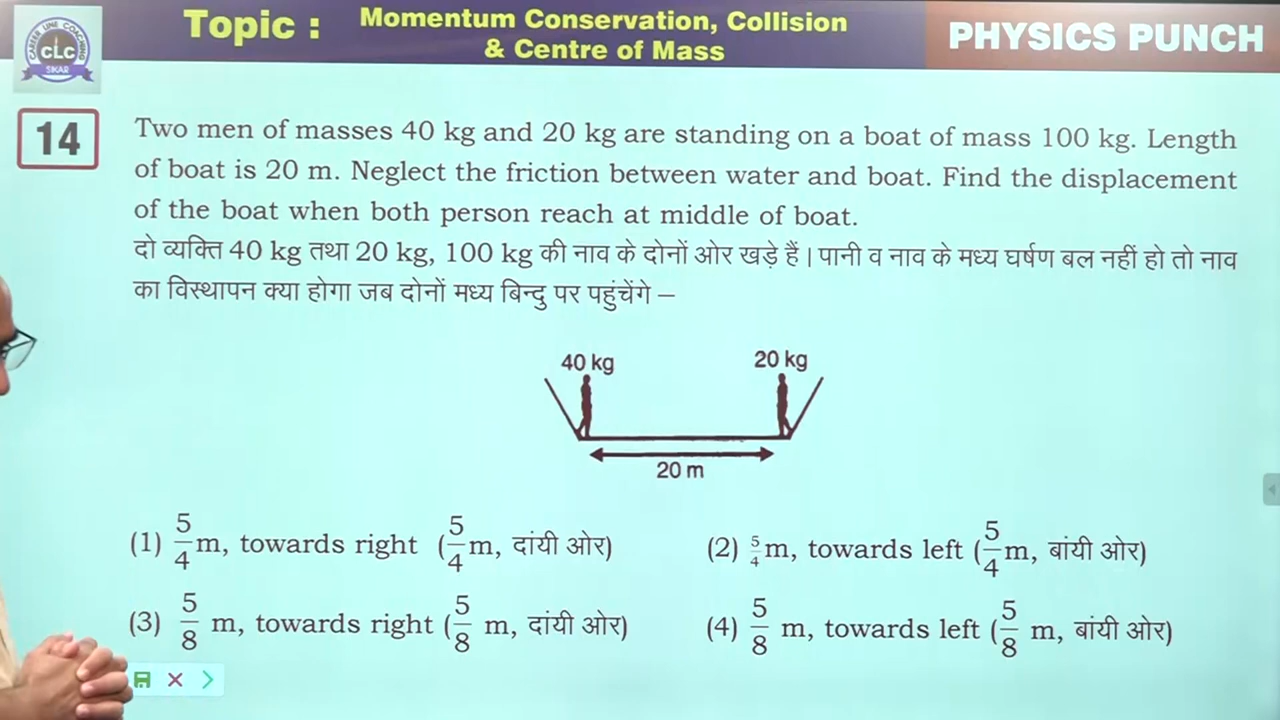 CAREER LINE COACHING
CLC
SIKAR
Topic : Momentum Conservation, Collision
& Centre of Mass
PHYSICS PUNCH
14
Two men of masses 40 kg and 20 kg are standing on a boat of mass 100 kg. Length
of boat is 20 m. Neglect the friction between water and boat. Find the displacement
of the boat when both person reach at middle of boat.
दो व्यक्ति 40 kg तथा 20 kg, 100 kg की नाव के दोनों ओर खड़े हैं। पानी व नाव के मध्य घर्षण बल नहीं हो तो नाव
का विस्थापन क्या होगा जब दोनों मध्य बिन्दु पर पहुंचेंगे –
40 kg 20 kg
20 m
(1) 5/4 m, towards right (5/4 m, दांयी ओर) (2) 5/4 m, towards left (5/4 m, बांयी ओर)
(3) 5/8 m, towards right (5/8 m, दांयी ओर) (4) 5/8 m, towards left (5/8 m, बांयी ओर)